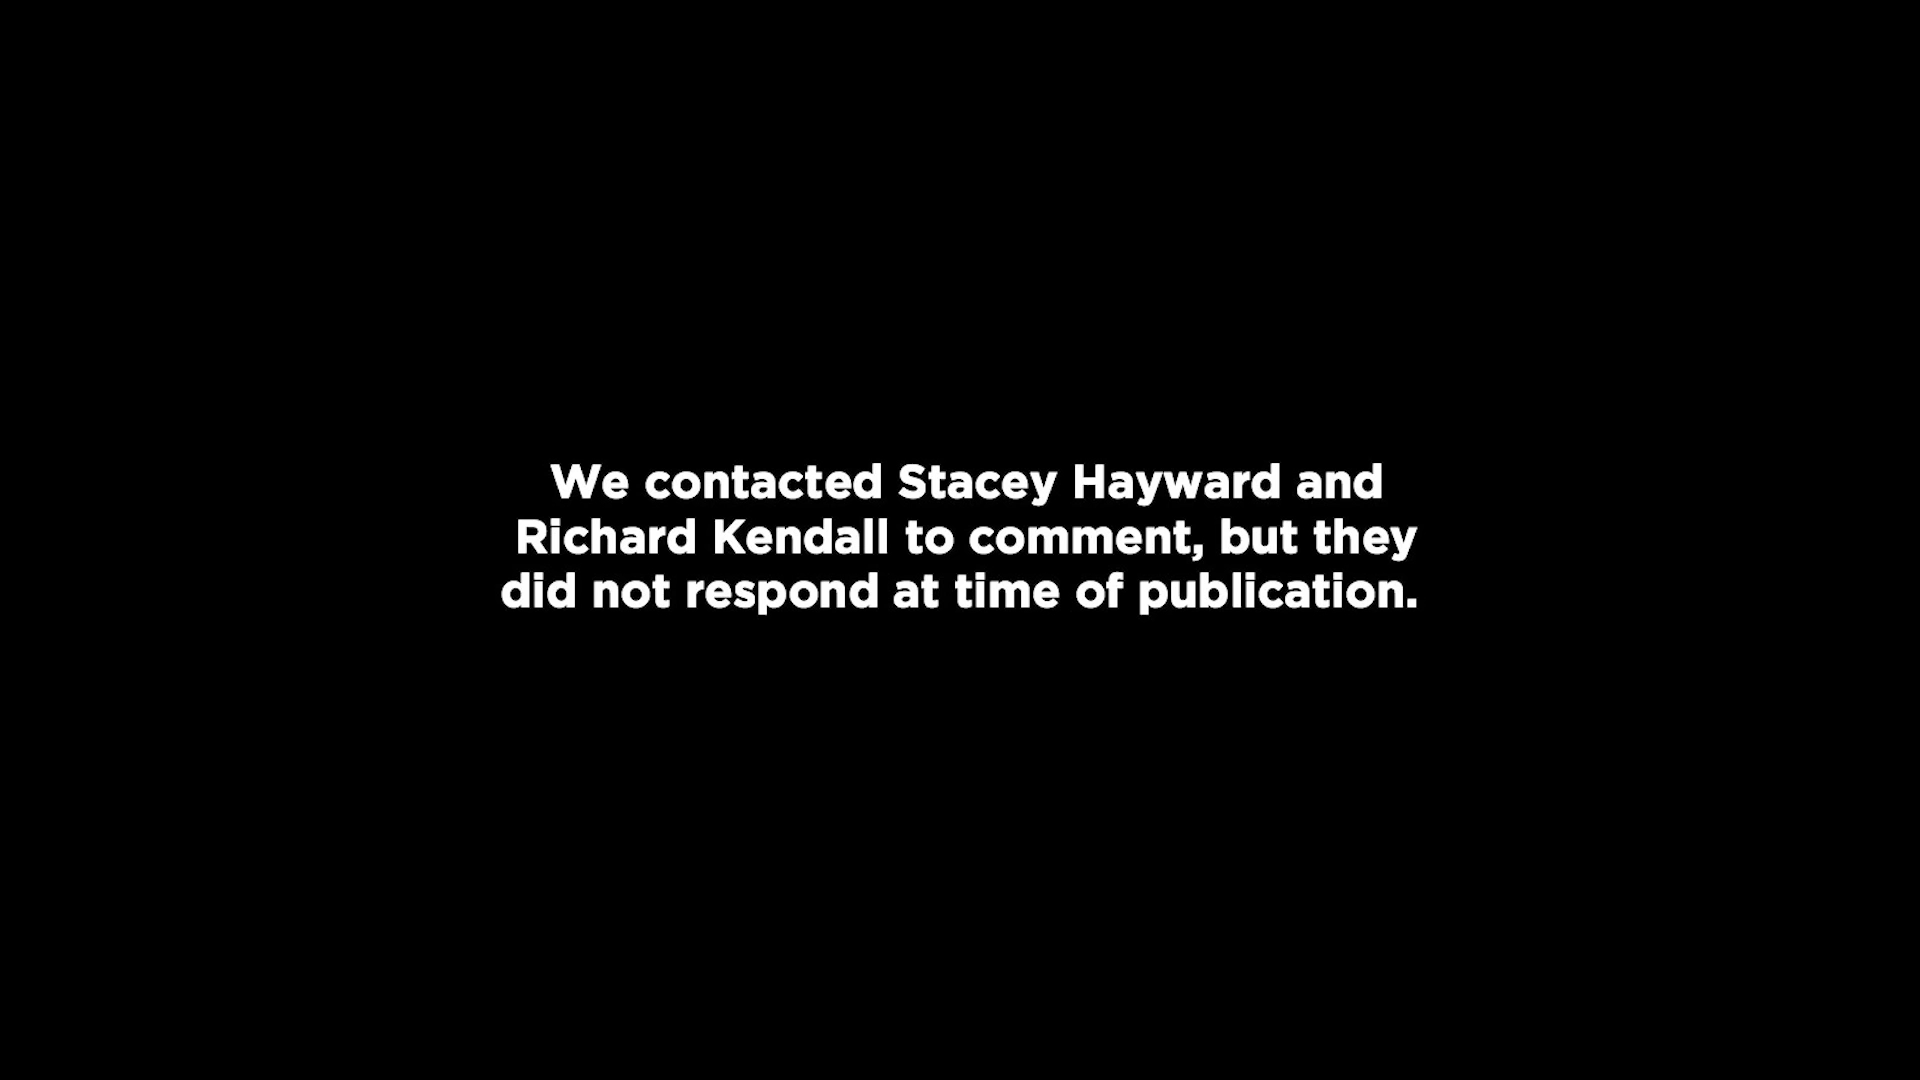 We contacted Stacey Hayward and
Richard Kendall to comment, but they
did not respond at time of publication.